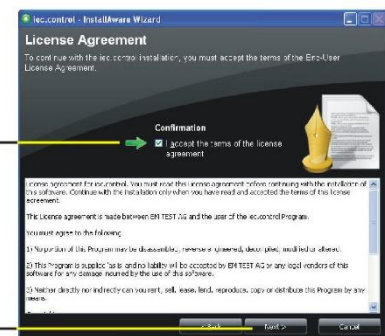 iec.control - InstallAware Wizard
License Agreement
To continue with the iec.control installation, you must accept the terms of the End-User
License Agreement.
Confirmation
I accept the terms of the license
agreement
License agreement for iec.control. You must read this License agreement before continuing with the installation of
this software. Continue with the installation only when you have read and accepted the terms of this license
agreement.
This License agreement is made between EM TEST AG and the user of the iec.control Program.
You must agree to the following
1) No portion of this Program may be disassembled, reverse engineered, decompiled, modified or altered.
2) This Program is supplied 'as is' and no liability will be accepted by EM TEST AG or any legal vendors of this
software for any damage incurred by the use of this software.
3) Neither directly nor indirectly can you rent, sell, lease, lend, reproduce, copy or distribute this Program by any
means.
< Back
Next >
Cancel